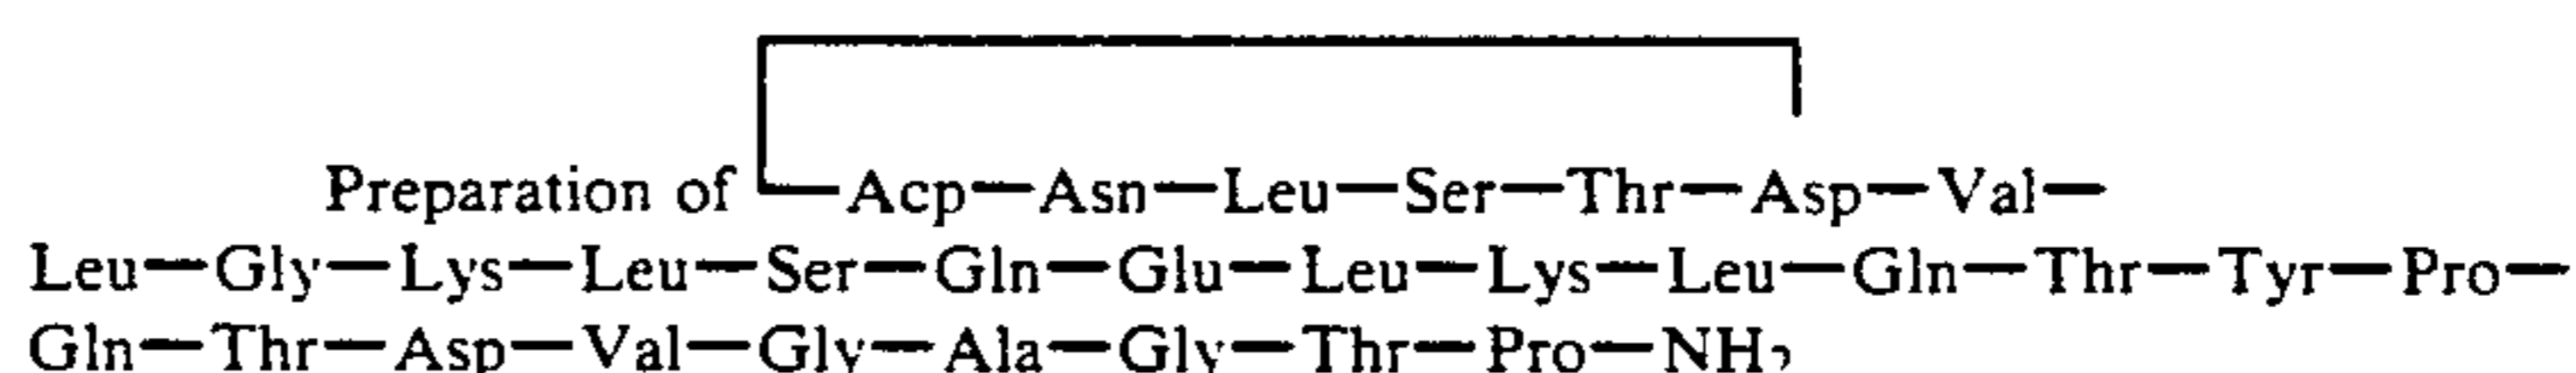 Preparation of Acp—Asn—Leu—Ser—Thr—Asp—Val—
Leu—Gly—Lys—Leu—Ser—Gln—Glu—Leu—Lys—Leu—Gln—Thr—Tyr—Pro—
Gln—Thr—Asp—Val—Gly—Ala—Gly—Thr—Pro—NH₂